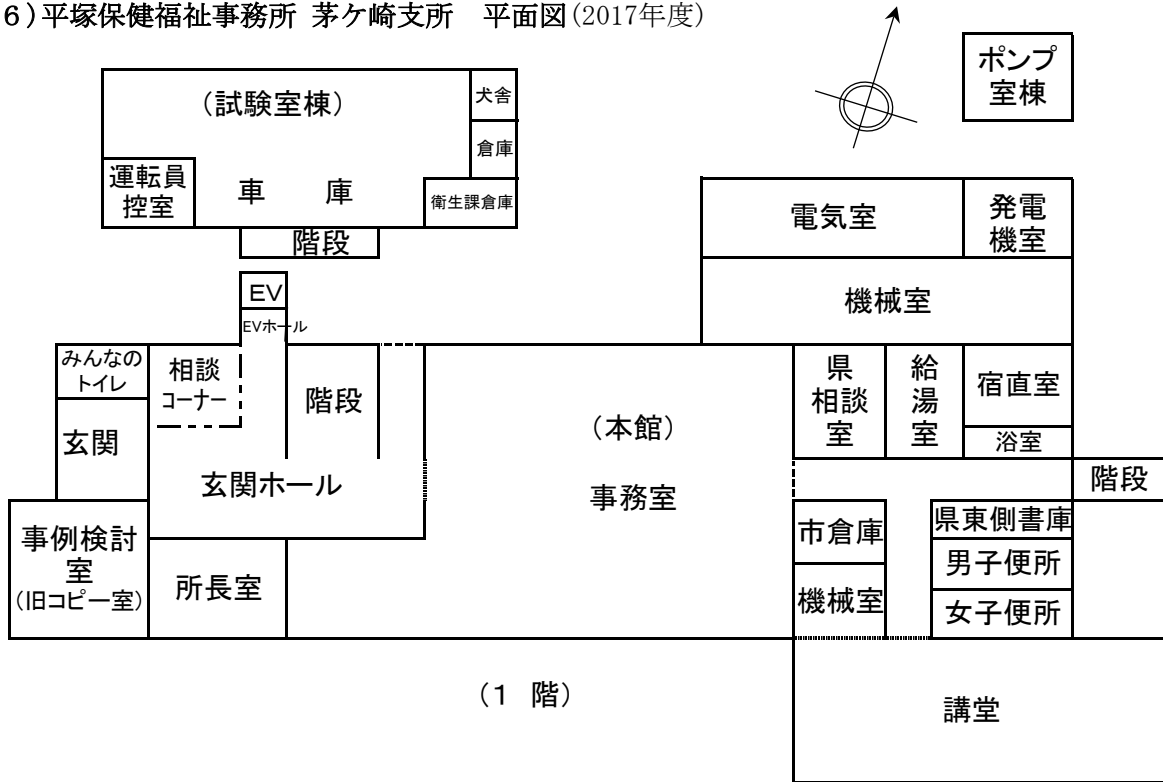 6)平塚保健福祉事務所 茅ケ崎支所　平面図(2017年度)
ポンプ
室棟
(試験室棟)
犬舎
倉庫
運転員
控室
車　庫
衛生課倉庫
階段
電気室
発電
機室
機械室
EV
EVホール
みんなの
トイレ
相談
コーナー
階段
玄関
玄関ホール
(本館)
事務室
県
相談
室
給
湯
室
宿直室
浴室
階段
事例検討
室
(旧コピー室)
所長室
市倉庫
機械室
県東側書庫
男子便所
女子便所
(1　階)
講堂